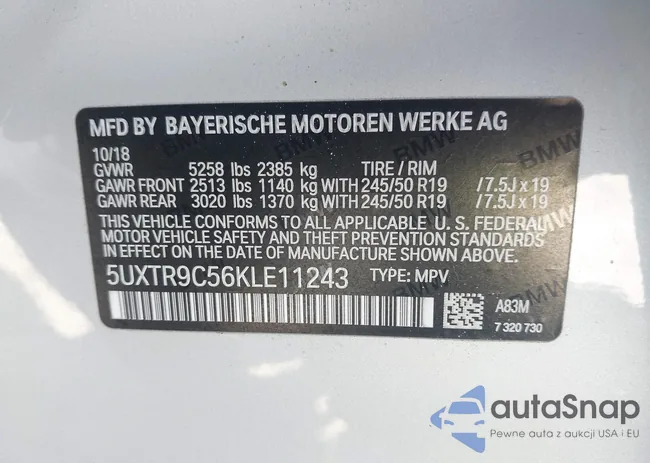 MFD BY BAYERISCHE MOTOREN WERKE AG
10/18
GVWR 5258 lbs 2385 kg TIRE / RIM
GAWR FRONT 2513 lbs 1140 kg WITH 245/50 R19 /7.5J x 19
GAWR REAR 3020 lbs 1370 kg WITH 245/50 R19 /7.5J x 19
THIS VEHICLE CONFORMS TO ALL APPLICABLE U. S. FEDERAL
MOTOR VEHICLE SAFETY AND THEFT PREVENTION STANDARDS
IN EFFECT ON THE DATE OF MANUFACTURE SHOWN ABOVE.
5UXTR9C56KLE11243 TYPE: MPV
A83M
7 320 730
autoSnap
Pewne auta z aukcji USA i EU